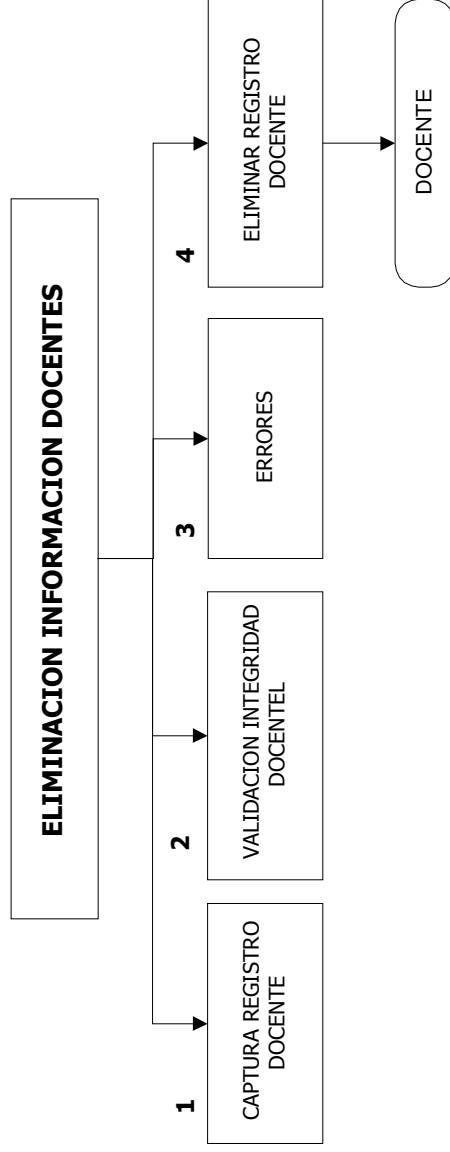 ELIMINACION INFORMACION DOCENTES
1
CAPTURA REGISTRO
DOCENTE
2
VALIDACION INTEGRIDAD
DOCENTEL
3
ERRORES
4
ELIMINAR REGISTRO
DOCENTE
DOCENTE